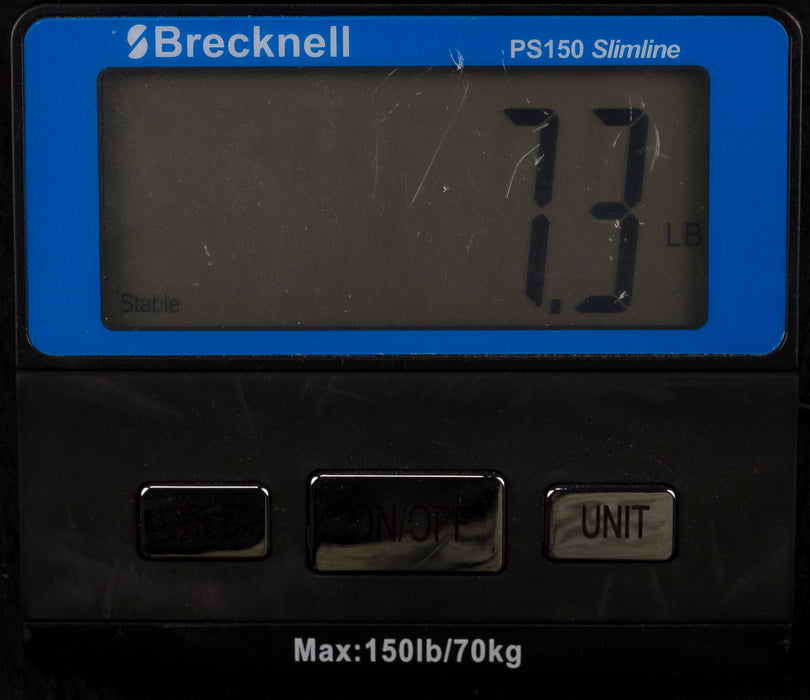 Brecknell
PS150 Slimline
7.3
LB
Stable
ON/OFF
UNIT
Max:150lb/70kg